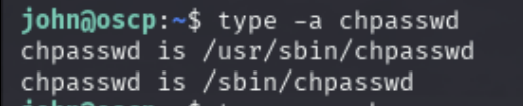 john@oscp:~$ type -a chpasswd
chpasswd is /usr/sbin/chpasswd
chpasswd is /sbin/chpasswd